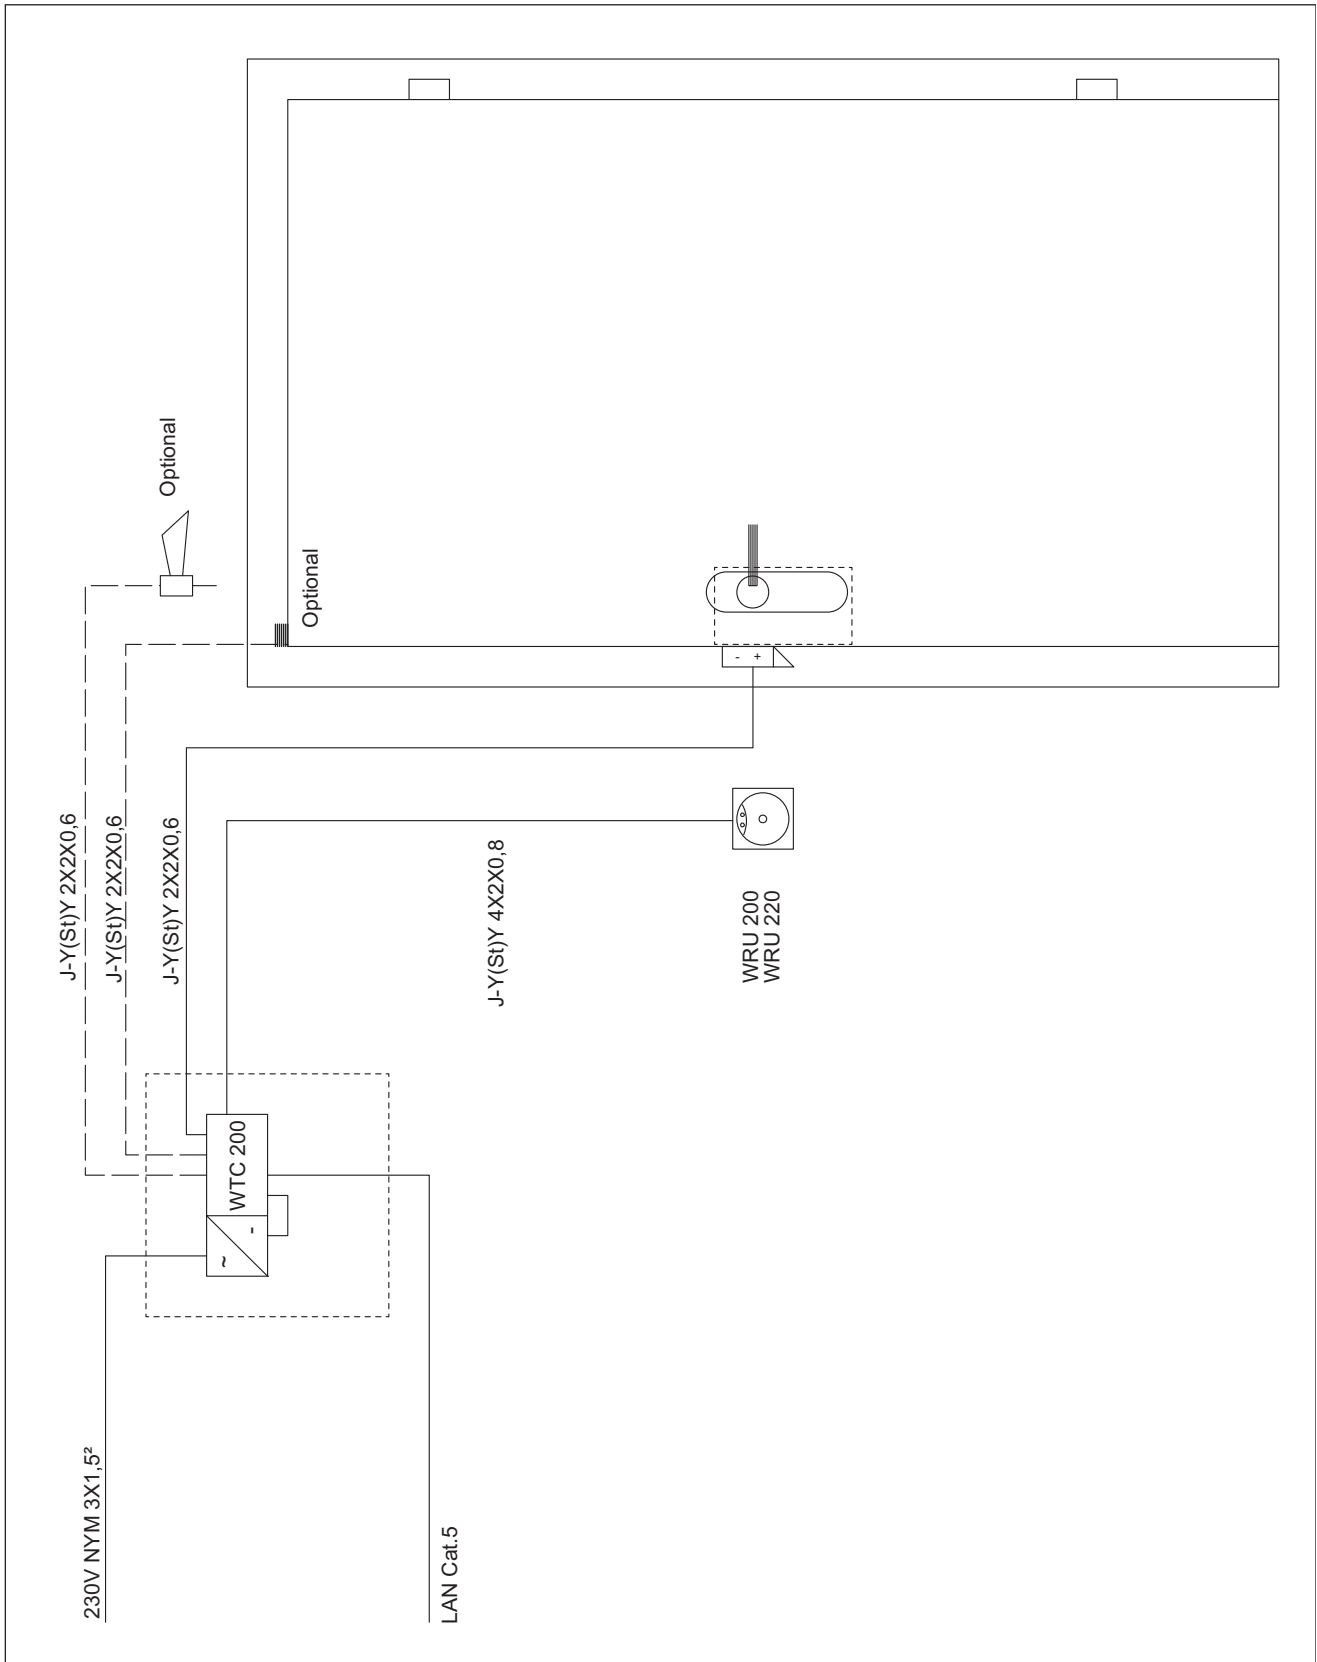 Optional
Optional
J-Y(St)Y 2X2X0,6
J-Y(St)Y 2X2X0,6
J-Y(St)Y 2X2X0,6
J-Y(St)Y 4X2X0,8
- +
WRU 200
WRU 220
WTC 200
~ -
230V NYM 3X1,5²
LAN Cat.5